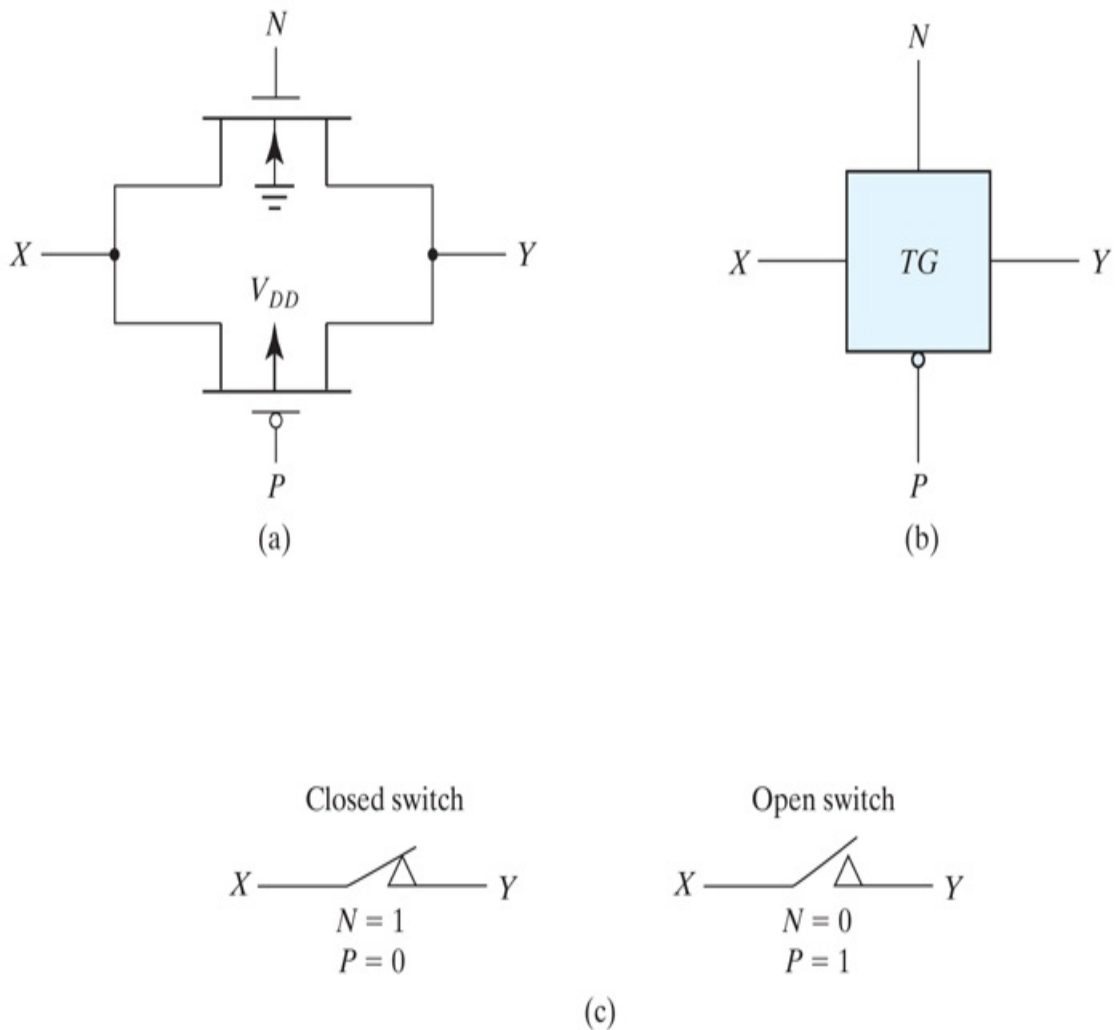 N
X
Y
V_DD
P
(a)
N
X
TG
Y
P
(b)
Closed switch
X
Y
N = 1
P = 0
Open switch
X
Y
N = 0
P = 1
(c)